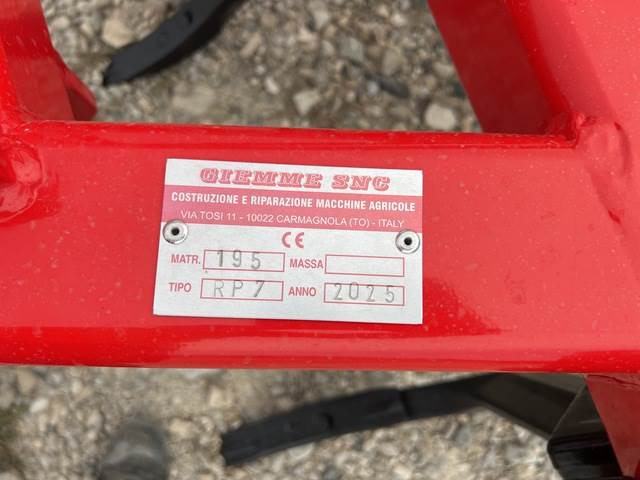 GIEMME SNC
COSTRUZIONE E RIPARAZIONE MACCHINE AGRICOLE
VIA TOSI 11 - 10022 CARMAGNOLA (TO) - ITALY
CE
MATR. 195 MASSA
TIPO RP7 ANNO 2025